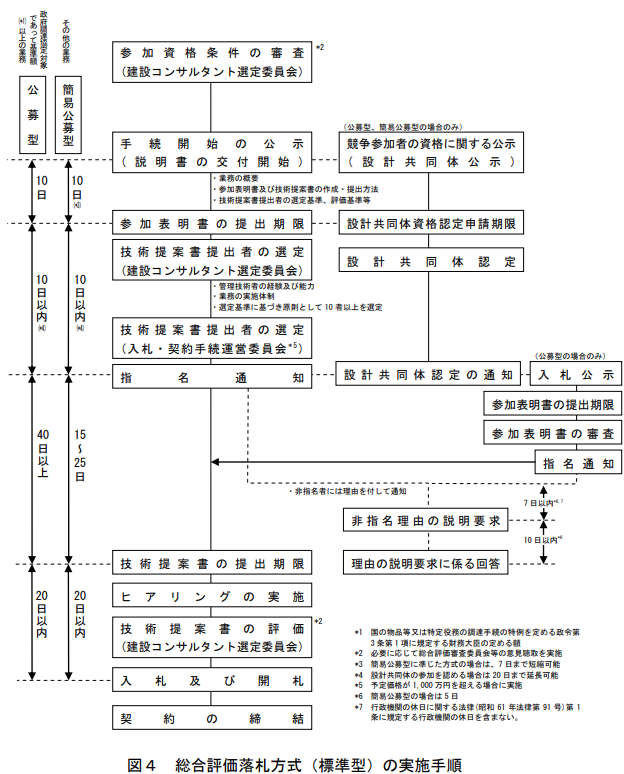 政府調達協定対象
であって基準額
(*1)以上の業務
その他の業務
公募型
簡易公募型
参加資格条件の審査 *2
(建設コンサルタント選定委員会)
手続開始の公示
(説明書の交付開始)
(公募型、簡易公募型の場合のみ)
競争参加者の資格に関する公示
(設計共同体公示)
・業務の概要
・参加表明書及び技術提案書の作成・提出方法
・技術提案書提出者の選定基準、評価基準等
10日
10日(*3)
参加表明書の提出期限
設計共同体資格認定申請期限
技術提案書提出者の選定
(建設コンサルタント選定委員会)
設計共同体認定
・管理技術者の経験及び能力
・業務の実施体制
・選定基準に基づき原則として10者以上を選定
10日以内(*4)
10日以内(*4)
技術提案書提出者の選定
(入札・契約手続運営委員会*5)
(公募型の場合のみ)
指名通知
設計共同体認定の通知
入札公示
参加表明書の提出期限
参加表明書の審査
指名通知
40日以上
15~25日
・非指名者には理由を付して通知
7日以内*6,7
非指名理由の説明要求
10日以内*6
技術提案書の提出期限
理由の説明要求に係る回答
ヒアリングの実施
20日以内
20日以内
技術提案書の評価 *2
(建設コンサルタント選定委員会)
入札及び開札
契約の締結
*1 国の物品等又は特定役務の調達手続の特例を定める政令第
3条第1項に規定する財務大臣の定める額
*2 必要に応じて総合評価審査委員会等の意見聴取を実施
*3 簡易公募型に準じた方式の場合は、7日まで短縮可能
*4 設計共同体の参加を認める場合は20日まで延長可能
*5 予定価格が1,000万円を超える場合に実施
*6 簡易公募型の場合は5日
*7 行政機関の休日に関する法律(昭和61年法律第91号)第1
条に規定する行政機関の休日を含まない。
図4 総合評価落札方式(標準型)の実施手順